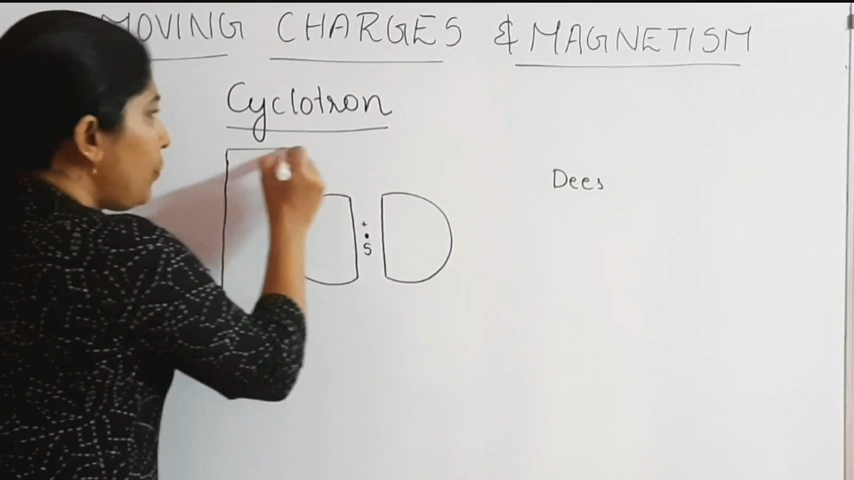 MOVING CHARGES & MAGNETISM
Cyclotron
Dees
+
S